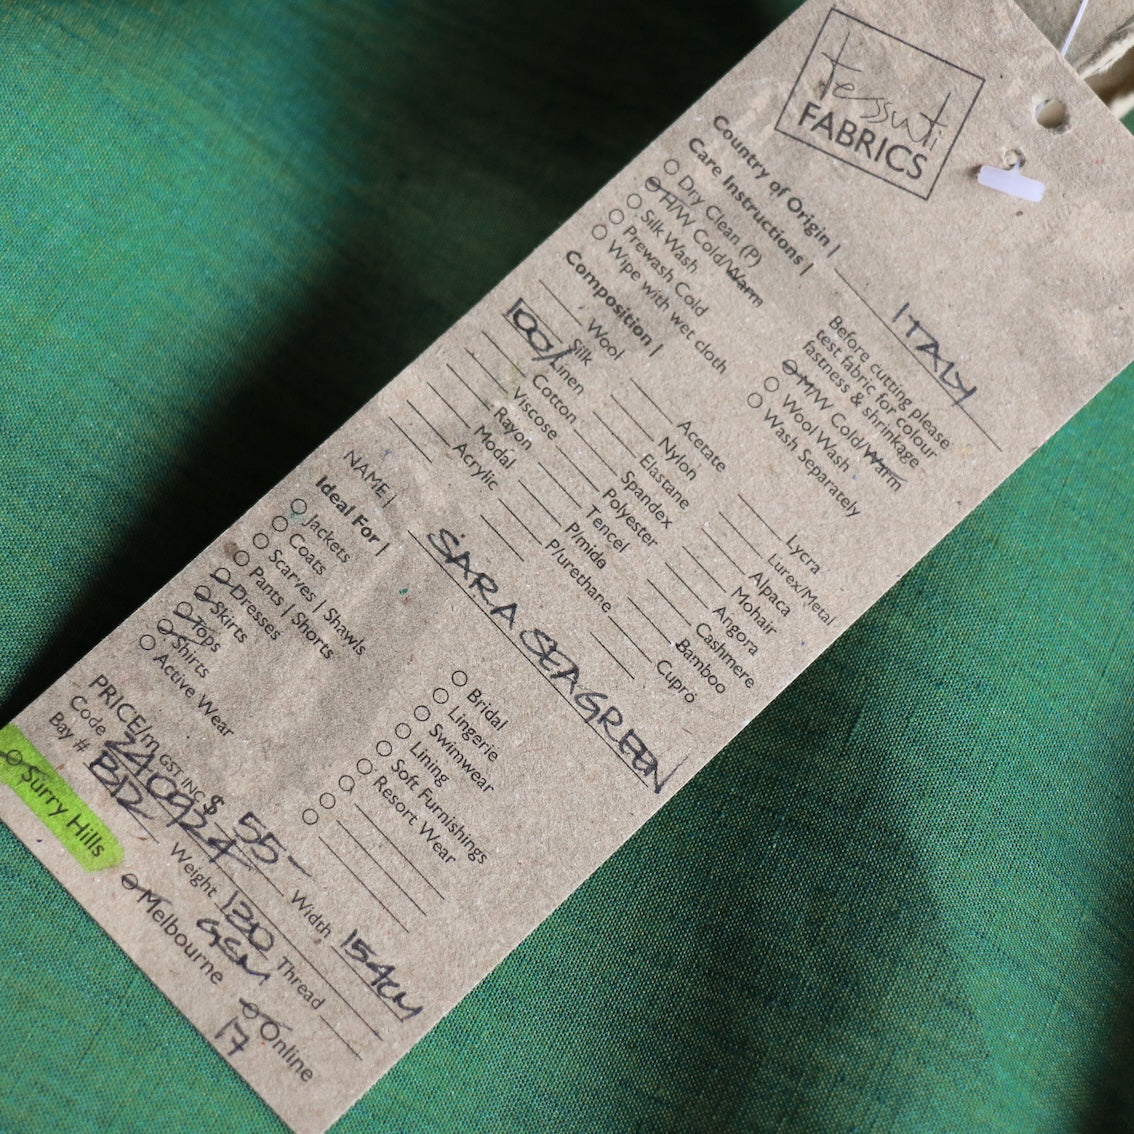 tessuti
FABRICS
Country of Origin | ITALY
Care Instructions |
Before cutting please
test fabric for colour
fastness & shrinkage
Dry Clean (P)
H/W Cold/Warm
Silk Wash
Prewash Cold
Wipe with wet cloth
M/W Cold/Warm
Wool Wash
Wash Separately
Composition |
Wool
Silk
100% Linen
Cotton
Viscose
Rayon
Modal
Acrylic
Acetate
Nylon
Elastane
Spandex
Polyester
Tencel
P/mide
P/urethane
Lycra
Lurex/Metal
Alpaca
Mohair
Angora
Cashmere
Bamboo
Cupro
NAME | SARA SEAGREEN
Ideal For |
Jackets
Coats
Scarves | Shawls
Pants | Shorts
Dresses
Skirts
Tops
Shirts
Active Wear
Bridal
Lingerie
Swimwear
Lining
Soft Furnishings
Resort Wear
PRICE/m GST INC $ 55- Width 154cm
Code Weight 130 GSM Thread
Bay #
Surry Hills
Melbourne
Online
17